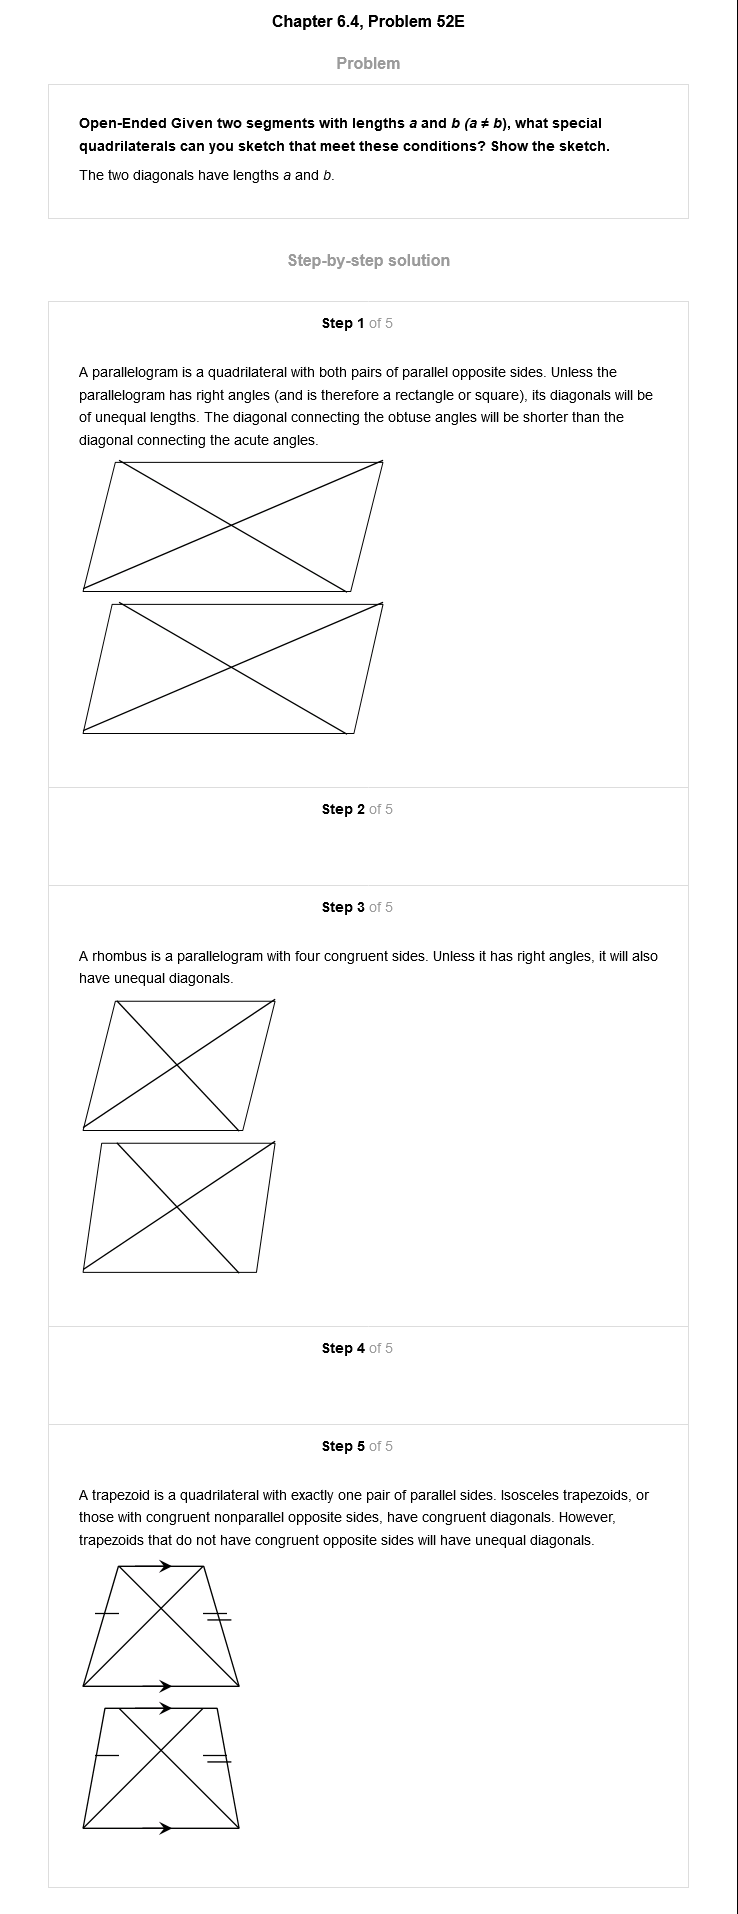 Chapter 6.4, Problem 52E
Problem
Open-Ended Given two segments with lengths a and b (a ≠ b), what special
quadrilaterals can you sketch that meet these conditions? Show the sketch.
The two diagonals have lengths a and b.
Step-by-step solution
Step 1 of 5
A parallelogram is a quadrilateral with both pairs of parallel opposite sides. Unless the
parallelogram has right angles (and is therefore a rectangle or square), its diagonals will be
of unequal lengths. The diagonal connecting the obtuse angles will be shorter than the
diagonal connecting the acute angles.
Step 2 of 5
Step 3 of 5
A rhombus is a parallelogram with four congruent sides. Unless it has right angles, it will also
have unequal diagonals.
Step 4 of 5
Step 5 of 5
A trapezoid is a quadrilateral with exactly one pair of parallel sides. Isosceles trapezoids, or
those with congruent nonparallel opposite sides, have congruent diagonals. However,
trapezoids that do not have congruent opposite sides will have unequal diagonals.